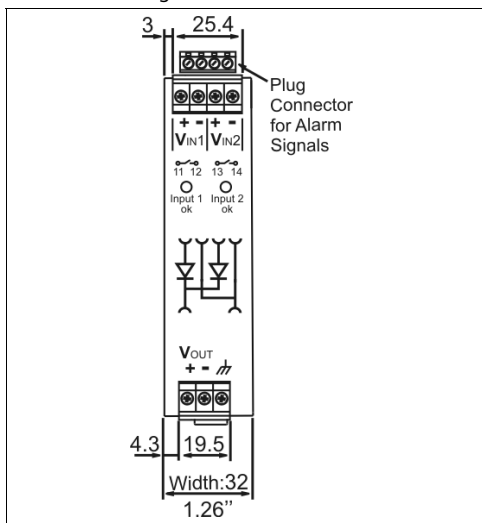 3 25.4
Plug
Connector
for Alarm
Signals
+ - + -
VIN1 VIN2
11 12 13 14
Input 1 Input 2
ok ok
VOUT
+ -
4.3 19.5
Width:32
1.26’’